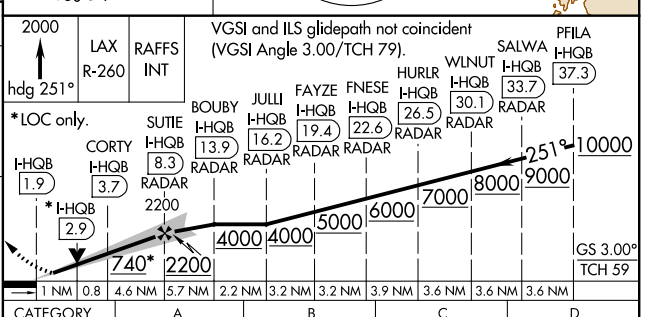 2000
hdg 251°
LAX
R-260
RAFFS
INT
VGSI and ILS glidepath not coincident
(VGSI Angle 3.00/TCH 79).
*LOC only.
I-HQB
1.9
* I-HQB
2.9
CORTY
I-HQB
3.7
SUTIE
I-HQB
8.3
RADAR
2200
BOUBY
I-HQB
13.9
RADAR
JULLI
I-HQB
16.2
RADAR
FAYZE
I-HQB
19.4
RADAR
FNESE
I-HQB
22.6
RADAR
HURLR
I-HQB
26.5
RADAR
WLNUT
I-HQB
30.1
RADAR
SALWA
I-HQB
33.7
RADAR
PFILA
I-HQB
37.3
251°
10000
9000
8000
7000
6000
5000
4000
4000
2200
740*
GS 3.00°
TCH 59
1 NM 0.8 4.6 NM 5.7 NM 2.2 NM 3.2 NM 3.2 NM 3.9 NM 3.6 NM 3.6 NM 3.6 NM
CATEGORY A B C D